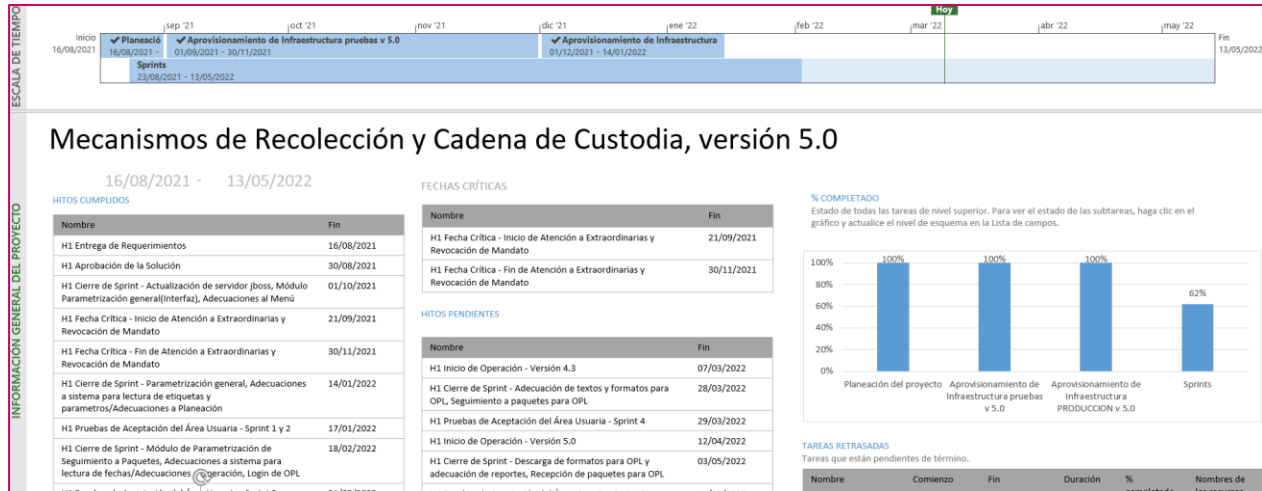 ESCALA DE TIEMPO
Hoy
sep '21 oct '21 nov '21 dic '21 ene '22 feb '22 mar '22 abr '22 may '22
Inicio
16/08/2021
Planeació
16/08/2021 -
Aprovisionamiento de Infraestructura pruebas v 5.0
01/09/2021 - 30/11/2021
Aprovisionamiento de Infraestructura
01/12/2021 - 14/01/2022
Sprints
23/08/2021 - 13/05/2022
Fin
13/05/2022
INFORMACIÓN GENERAL DEL PROYECTO
Mecanismos de Recolección y Cadena de Custodia, versión 5.0
16/08/2021 - 13/05/2022
HITOS CUMPLIDOS
Nombre Fin
H1 Entrega de Requerimientos 16/08/2021
H1 Aprobación de la Solución 30/08/2021
H1 Cierre de Sprint - Actualización de servidor jboss, Módulo 01/10/2021
Parametrización general(Interfaz), Adecuaciones al Menú
H1 Fecha Crítica - Inicio de Atención a Extraordinarias y 21/09/2021
Revocación de Mandato
H1 Fecha Crítica - Fin de Atención a Extraordinarias y 30/11/2021
Revocación de Mandato
H1 Cierre de Sprint - Parametrización general, Adecuaciones 14/01/2022
a sistema para lectura de etiquetas y
parametros/Adecuaciones a Planeación
H1 Pruebas de Aceptación del Área Usuaria - Sprint 1 y 2 17/01/2022
H1 Cierre de Sprint - Módulo de Parametrización de 18/02/2022
Seguimiento a Paquetes, Adecuaciones a sistema para
lectura de fechas/Adecuaciones Operación, Login de OPL
FECHAS CRÍTICAS
Nombre Fin
H1 Fecha Crítica - Inicio de Atención a Extraordinarias y 21/09/2021
Revocación de Mandato
H1 Fecha Crítica - Fin de Atención a Extraordinarias y 30/11/2021
Revocación de Mandato
HITOS PENDIENTES
Nombre Fin
H1 Inicio de Operación - Versión 4.3 07/03/2022
H1 Cierre de Sprint - Adecuación de textos y formatos para 28/03/2022
OPL, Seguimiento a paquetes para OPL
H1 Pruebas de Aceptación del Área Usuaria - Sprint 4 29/03/2022
H1 Inicio de Operación - Versión 5.0 12/04/2022
H1 Cierre de Sprint - Descarga de formatos para OPL y 03/05/2022
adecuación de reportes, Recepción de paquetes para OPL
% COMPLETADO
Estado de todas las tareas de nivel superior. Para ver el estado de las subtareas, haga clic en el
gráfico y actualice el nivel de esquema en la Lista de campos.
100%
80%
60%
40%
20%
0%
100% 100% 100% 62%
Planeación del proyecto
Aprovisionamiento de
Infraestructura pruebas
v 5.0
Aprovisionamiento de
Infraestructura
PRODUCCION v 5.0
Sprints
TAREAS RETRASADAS
Tareas que están pendientes de término.
Nombre Comienzo Fin Duración % Nombres de